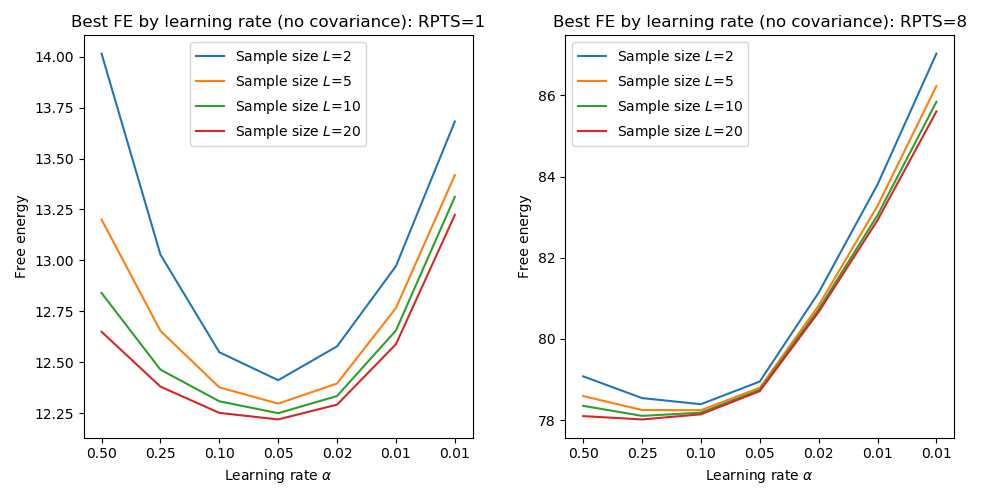 Best FE by learning rate (no covariance): RPTS=1
Sample size L=2
Sample size L=5
Sample size L=10
Sample size L=20
14.00
13.75
13.50
13.25
13.00
12.75
12.50
12.25
Free energy
0.50 0.25 0.10 0.05 0.02 0.01 0.01
Learning rate α
Best FE by learning rate (no covariance): RPTS=8
Sample size L=2
Sample size L=5
Sample size L=10
Sample size L=20
86
84
82
80
78
Free energy
0.50 0.25 0.10 0.05 0.02 0.01 0.01
Learning rate α